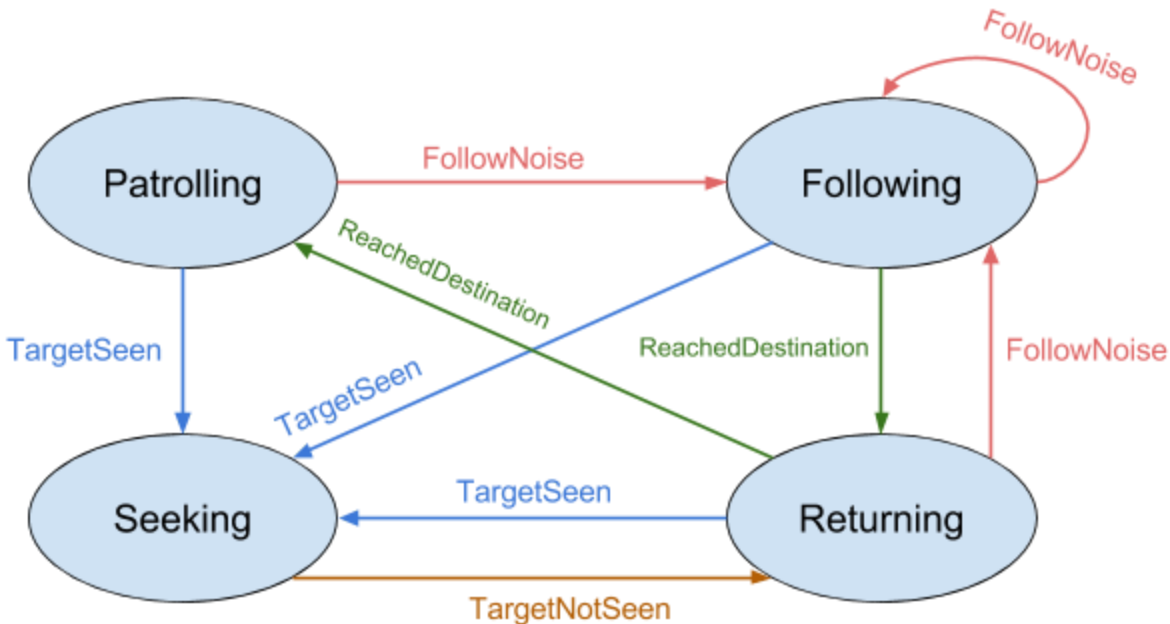 FollowNoise
Patrolling
FollowNoise
Following
ReachedDestination
TargetSeen
ReachedDestination
FollowNoise
TargetSeen
Seeking
TargetSeen
Returning
TargetNotSeen